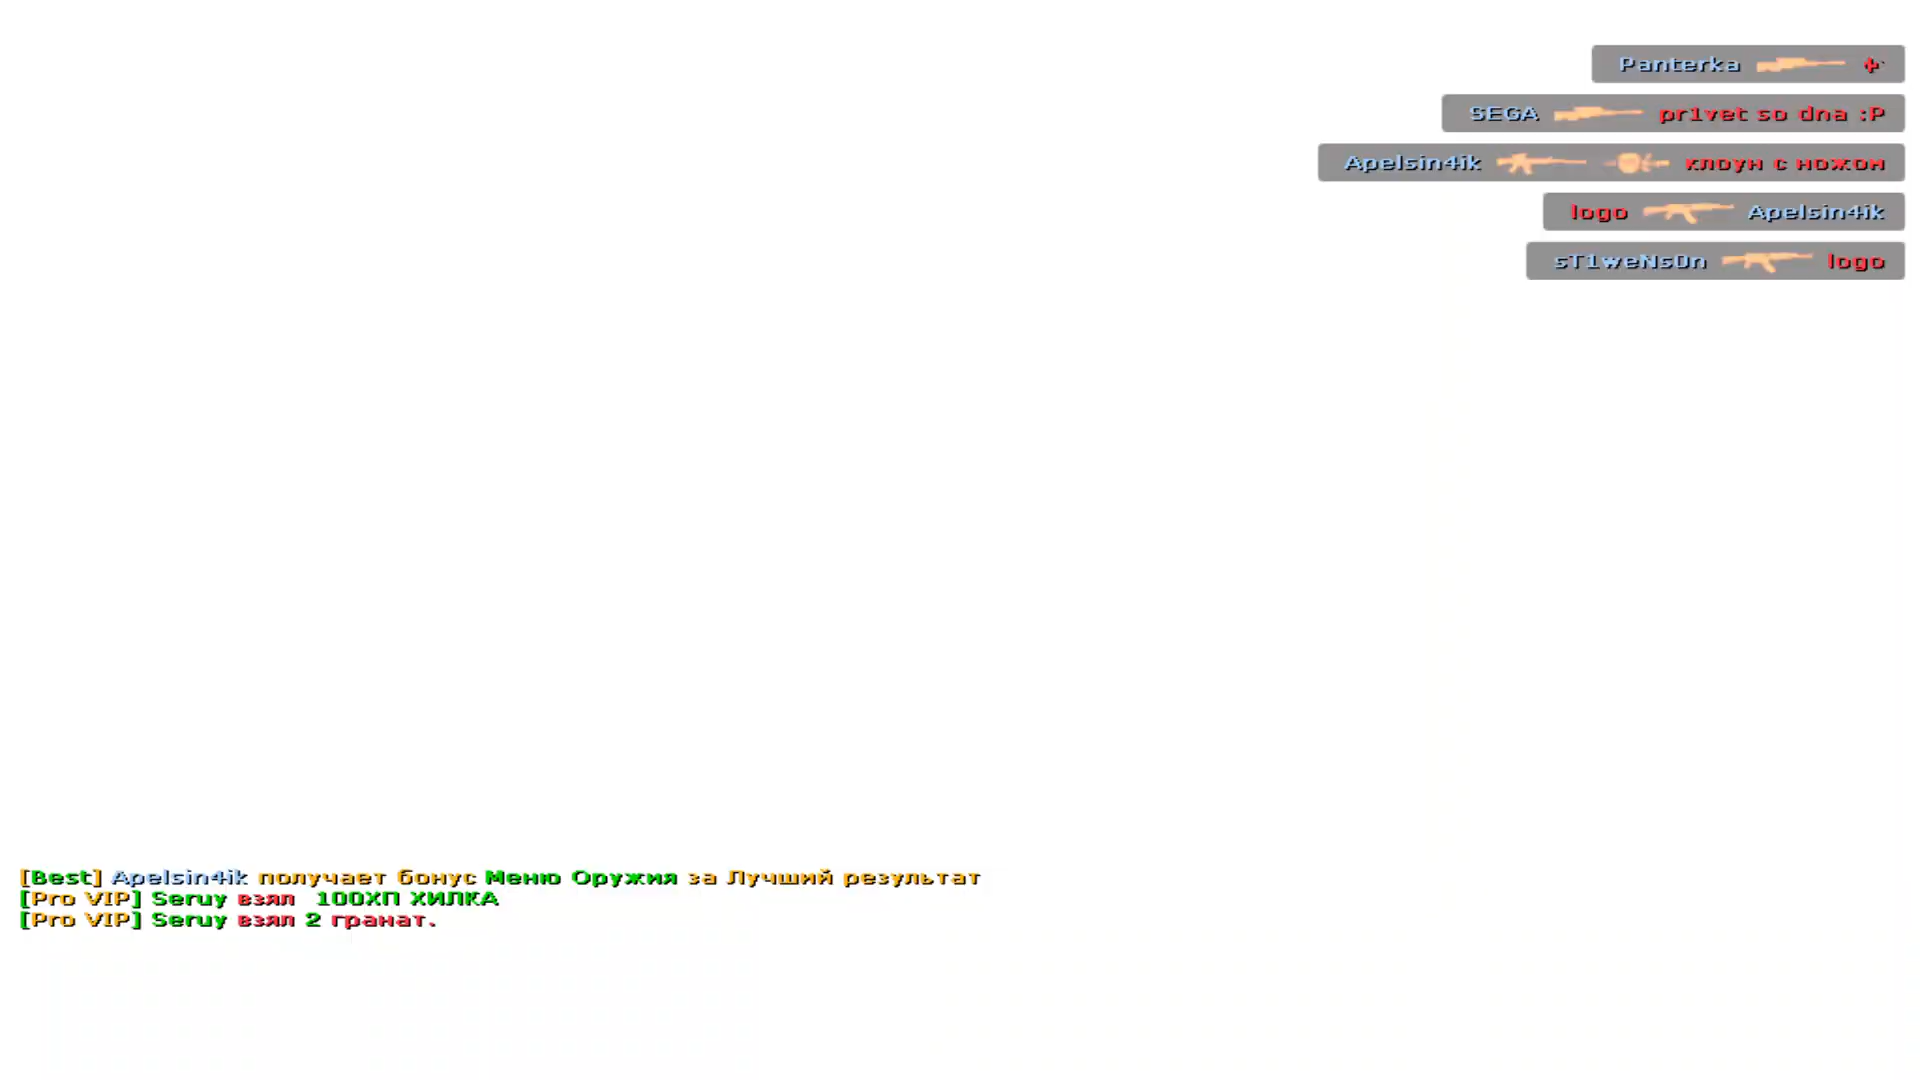 Panterka +
SEGA pr1vet so dna :P
Apelsin4ik клоун с ножом
logo Apelsin4ik
sT1weNs0n logo
[Best] Apelsin4ik получает бонус Меню Оружия за Лучший результат
[Pro VIP] Seruy взял 100ХП ХИЛКА
[Pro VIP] Seruy взял 2 гранат.